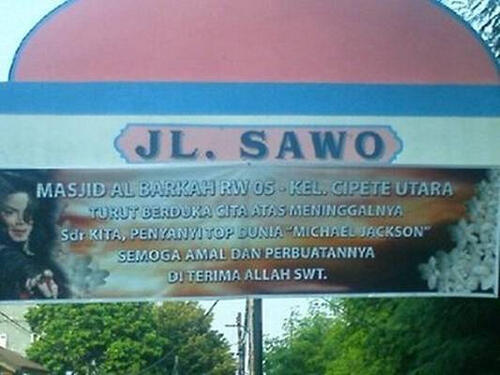 JL. SAWO
MASJID AL BARKAH RW 05 - KEL. CIPETE UTARA
TURUT BERDUKA CITA ATAS MENINGGALNYA
Sdr KITA, PENYANYI TOP DUNIA "MICHAEL JACKSON"
SEMOGA AMAL DAN PERBUATANNYA
DI TERIMA ALLAH SWT.